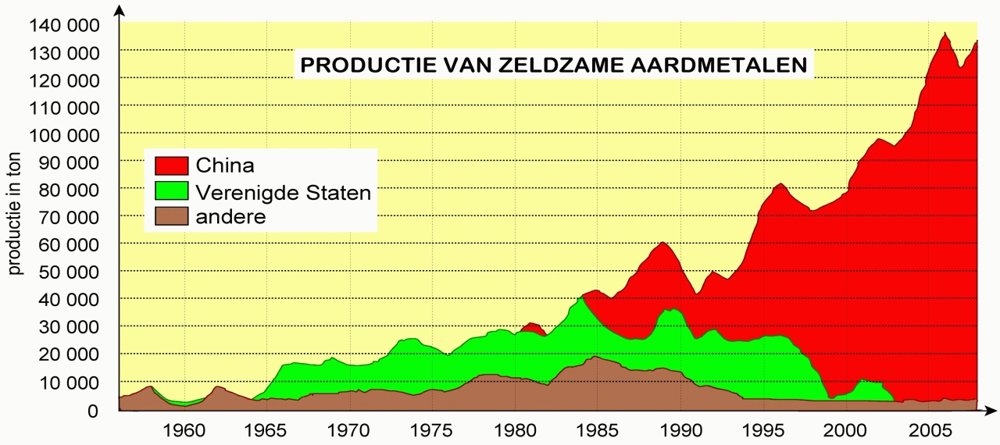 PRODUCTIE VAN ZELDZAME AARDMETALEN
productie in ton
140 000
130 000
120 000
110 000
100 000
90 000
80 000
70 000
60 000
50 000
40 000
30 000
20 000
10 000
0
China
Verenigde Staten
andere
1960 1965 1970 1975 1980 1985 1990 1995 2000 2005